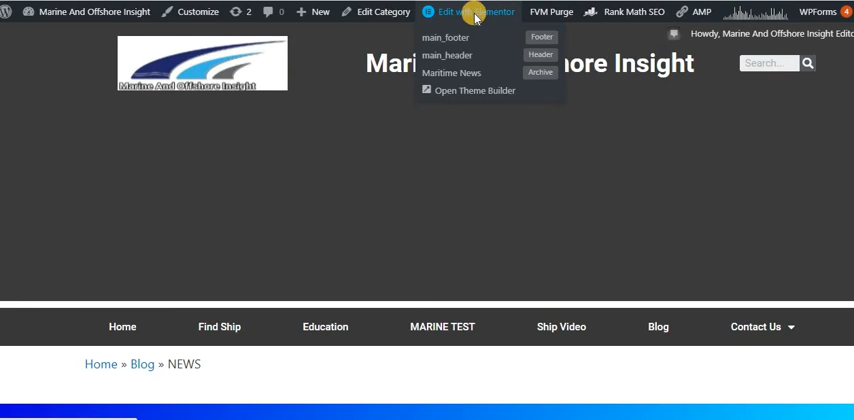 Marine And Offshore Insight Customize 2 0 New Edit Category Edit with Elementor FVM Purge Rank Math SEO AMP WPForms 4
main_footer Footer
Howdy, Marine And Offshore Insight Edito
main_header Header
Maritime News Archive
Open Theme Builder
Marine And Offshore Insight
Mari hore Insight
Search...
Home Find Ship Education MARINE TEST Ship Video Blog Contact Us
Home » Blog » NEWS